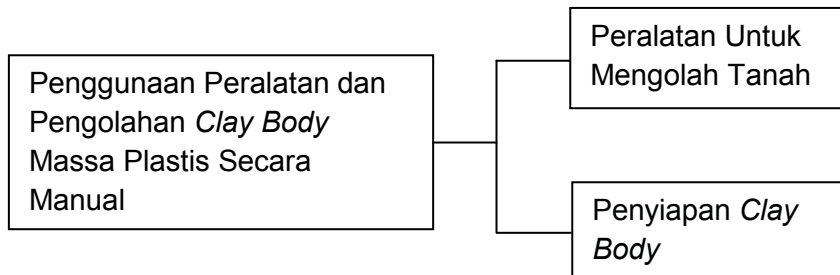 Penggunaan Peralatan dan
Pengolahan Clay Body
Massa Plastis Secara
Manual
Peralatan Untuk
Mengolah Tanah
Penyiapan Clay
Body